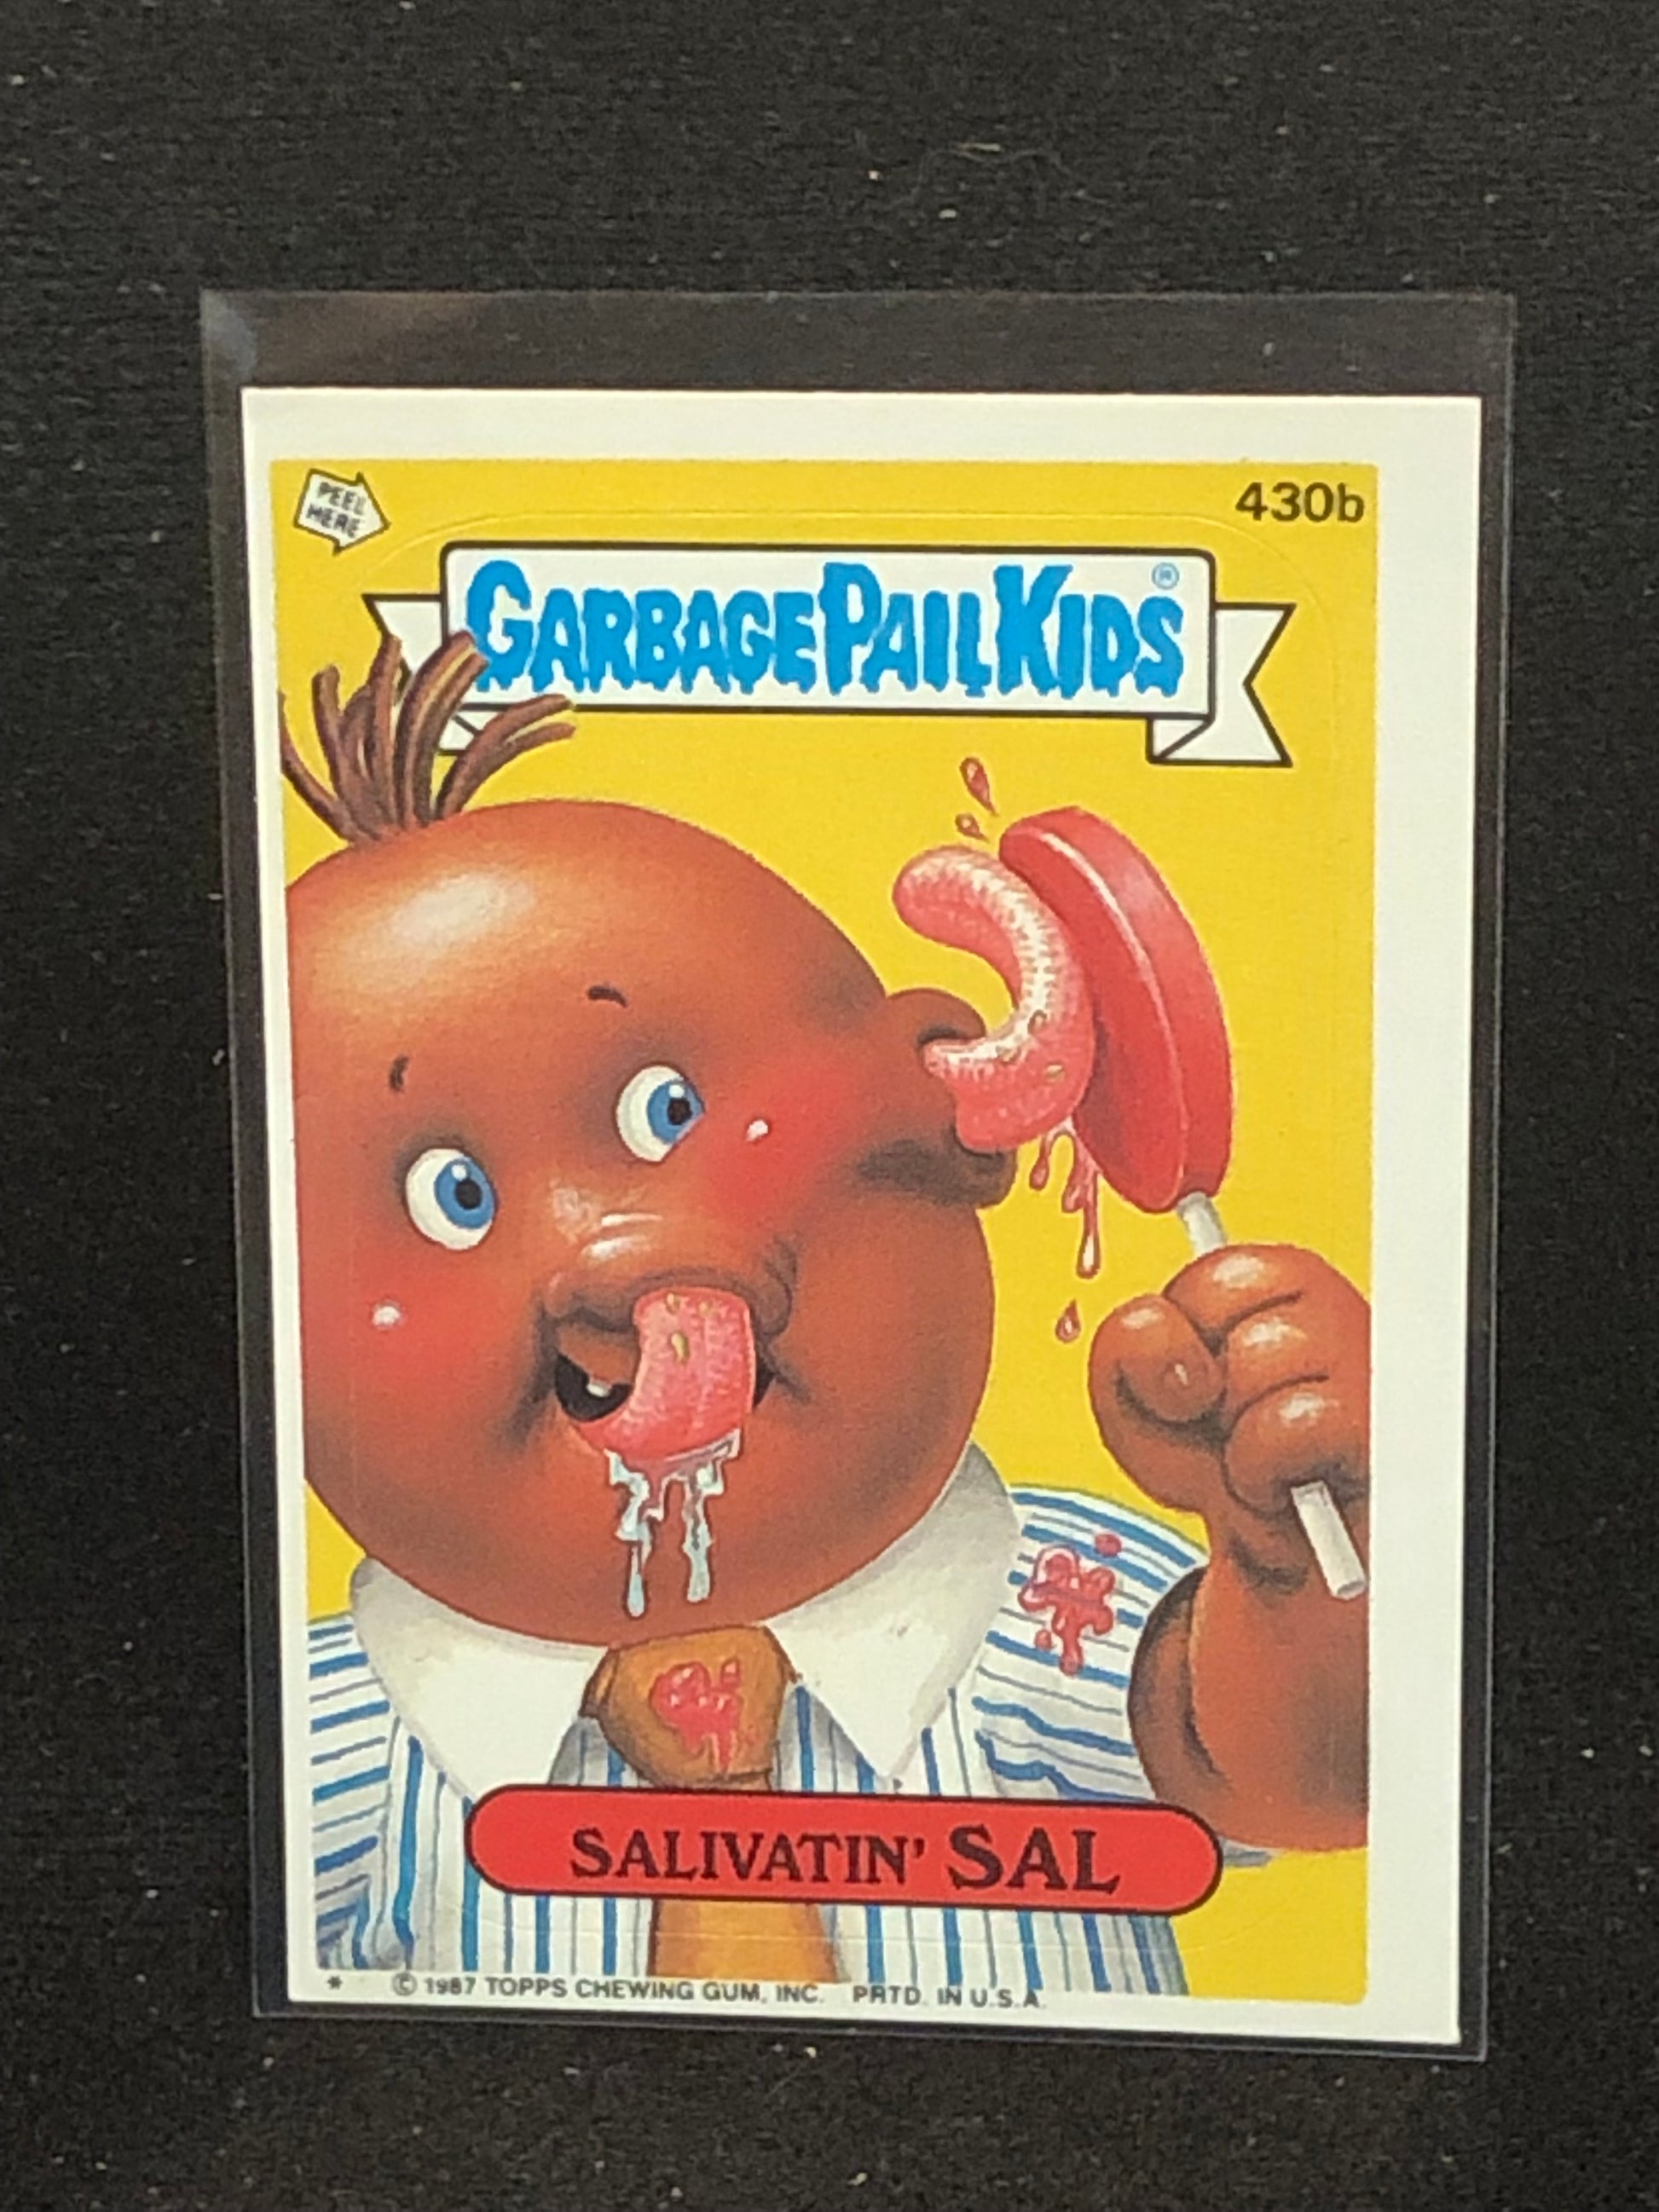 PEEL
HERE
430b
GARBAGE PAIL KIDS®
SALIVATIN' SAL
* © 1987 TOPPS CHEWING GUM, INC. PRTD. IN U.S.A.